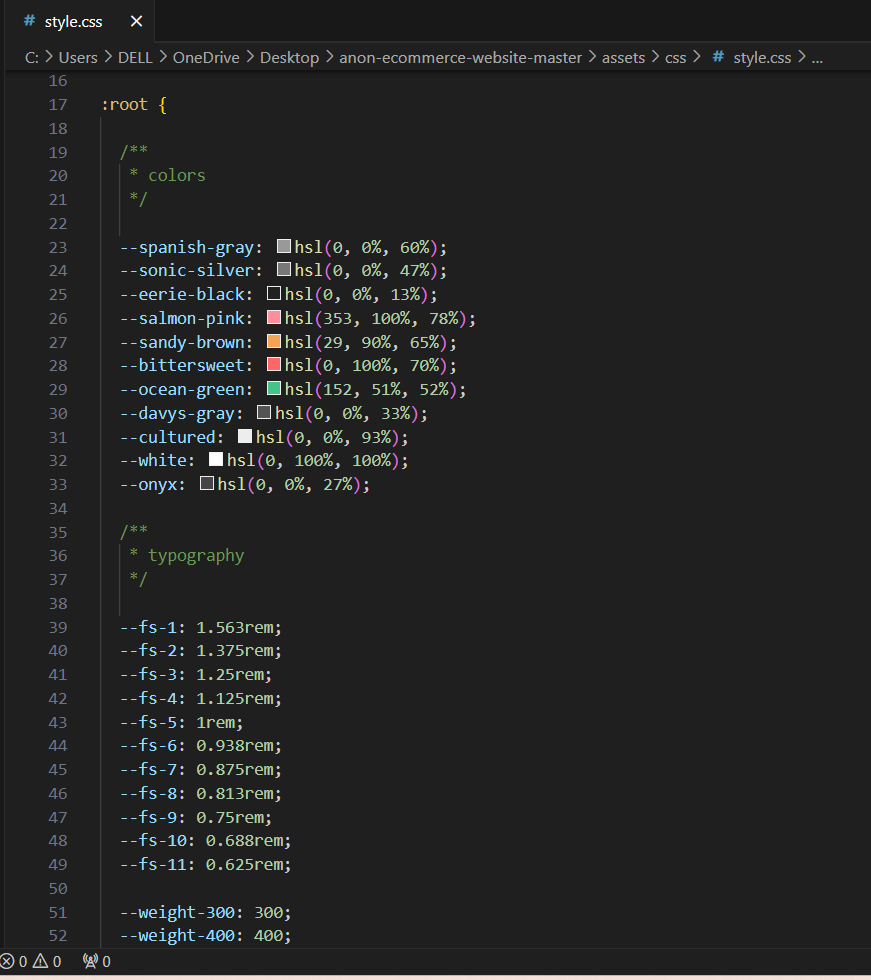 # style.css ×
C: > Users > DELL > OneDrive > Desktop > anon-ecommerce-website-master > assets > css > # style.css > ...
16
17 :root {
18
19 /**
20 * colors
21 */
22
23 --spanish-gray: hsl(0, 0%, 60%);
24 --sonic-silver: hsl(0, 0%, 47%);
25 --eerie-black: hsl(0, 0%, 13%);
26 --salmon-pink: hsl(353, 100%, 78%);
27 --sandy-brown: hsl(29, 90%, 65%);
28 --bittersweet: hsl(0, 100%, 70%);
29 --ocean-green: hsl(152, 51%, 52%);
30 --davys-gray: hsl(0, 0%, 33%);
31 --cultured: hsl(0, 0%, 93%);
32 --white: hsl(0, 100%, 100%);
33 --onyx: hsl(0, 0%, 27%);
34
35 /**
36 * typography
37 */
38
39 --fs-1: 1.563rem;
40 --fs-2: 1.375rem;
41 --fs-3: 1.25rem;
42 --fs-4: 1.125rem;
43 --fs-5: 1rem;
44 --fs-6: 0.938rem;
45 --fs-7: 0.875rem;
46 --fs-8: 0.813rem;
47 --fs-9: 0.75rem;
48 --fs-10: 0.688rem;
49 --fs-11: 0.625rem;
50
51 --weight-300: 300;
52 --weight-400: 400;
0 0 0